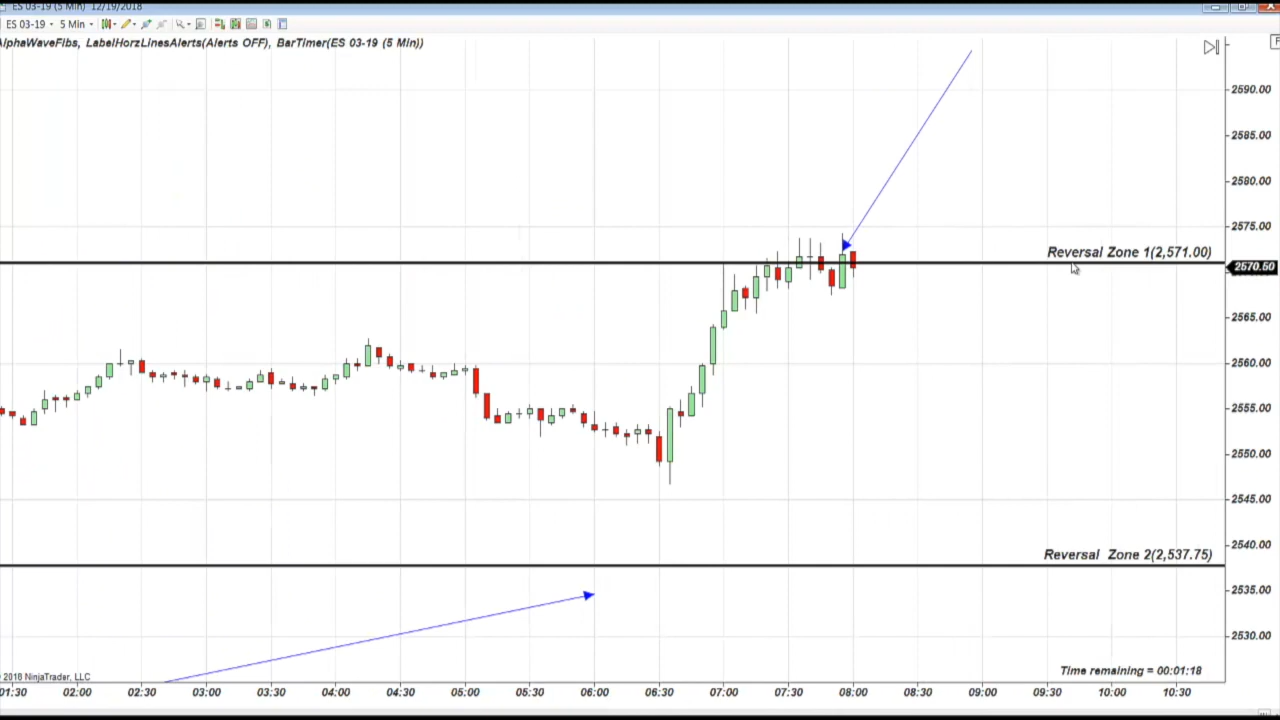 ES 03-19 (5 Min) 12/19/2018
ES 03-19 5 Min
AlphaWaveFibs, LabelHorzLinesAlerts(Alerts OFF), BarTimer(ES 03-19 (5 Min))
F
2590.00
2585.00
2580.00
2575.00
Reversal Zone 1(2,571.00)
2570.50
2565.00
2560.00
2555.00
2550.00
2545.00
2540.00
Reversal Zone 2(2,537.75)
2535.00
2530.00
Time remaining = 00:01:18
© 2018 NinjaTrader, LLC
01:30 02:00 02:30 03:00 03:30 04:00 04:30 05:00 05:30 06:00 06:30 07:00 07:30 08:00 08:30 09:00 09:30 10:00 10:30